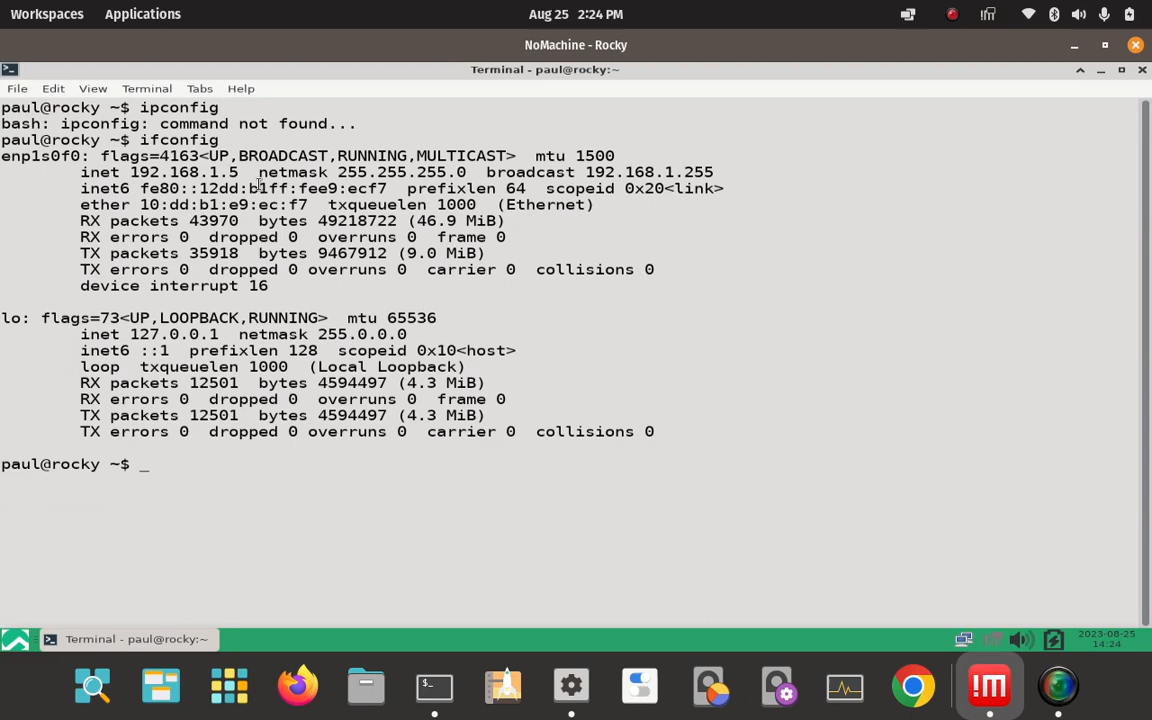 Workspaces Applications Aug 25 2:24 PM
NoMachine - Rocky
Terminal - paul@rocky:~
File Edit View Terminal Tabs Help
paul@rocky ~$ ipconfig
bash: ipconfig: command not found...
paul@rocky ~$ ifconfig
enp1s0f0: flags=4163<UP,BROADCAST,RUNNING,MULTICAST>  mtu 1500
        inet 192.168.1.5  netmask 255.255.255.0  broadcast 192.168.1.255
        inet6 fe80::12dd:b1ff:fee9:ecf7  prefixlen 64  scopeid 0x20<link>
        ether 10:dd:b1:e9:ec:f7  txqueuelen 1000  (Ethernet)
        RX packets 43970  bytes 49218722 (46.9 MiB)
        RX errors 0  dropped 0  overruns 0  frame 0
        TX packets 35918  bytes 9467912 (9.0 MiB)
        TX errors 0  dropped 0 overruns 0  carrier 0  collisions 0
        device interrupt 16
lo: flags=73<UP,LOOPBACK,RUNNING>  mtu 65536
        inet 127.0.0.1  netmask 255.0.0.0
        inet6 ::1  prefixlen 128  scopeid 0x10<host>
        loop  txqueuelen 1000  (Local Loopback)
        RX packets 12501  bytes 4594497 (4.3 MiB)
        RX errors 0  dropped 0  overruns 0  frame 0
        TX packets 12501  bytes 4594497 (4.3 MiB)
        TX errors 0  dropped 0 overruns 0  carrier 0  collisions 0
paul@rocky ~$ _
Terminal - paul@rocky:~
2023-08-25
14:24
$_
!M